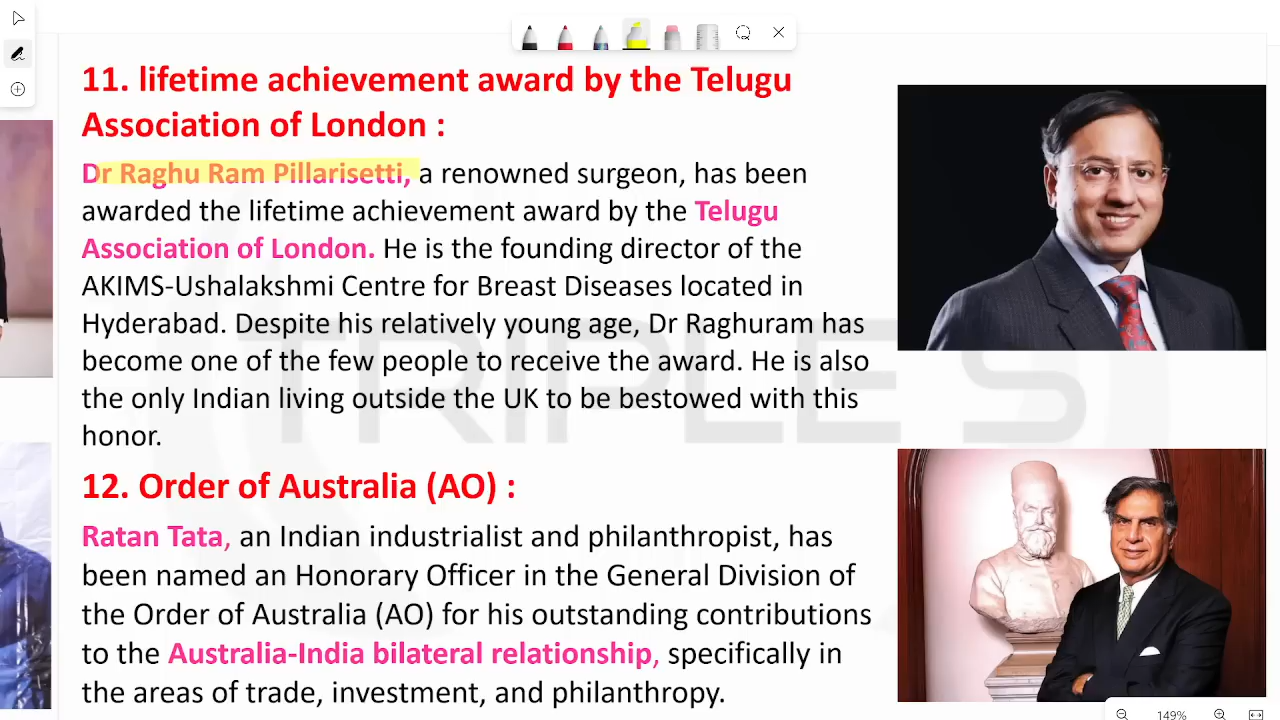 11. lifetime achievement award by the Telugu
Association of London :
Dr Raghu Ram Pillarisetti, a renowned surgeon, has been
awarded the lifetime achievement award by the Telugu
Association of London. He is the founding director of the
AKIMS-Ushalakshmi Centre for Breast Diseases located in
Hyderabad. Despite his relatively young age, Dr Raghuram has
become one of the few people to receive the award. He is also
the only Indian living outside the UK to be bestowed with this
honor.
12. Order of Australia (AO) :
Ratan Tata, an Indian industrialist and philanthropist, has
been named an Honorary Officer in the General Division of
the Order of Australia (AO) for his outstanding contributions
to the Australia-India bilateral relationship, specifically in
the areas of trade, investment, and philanthropy.
TRIPLE S
149%